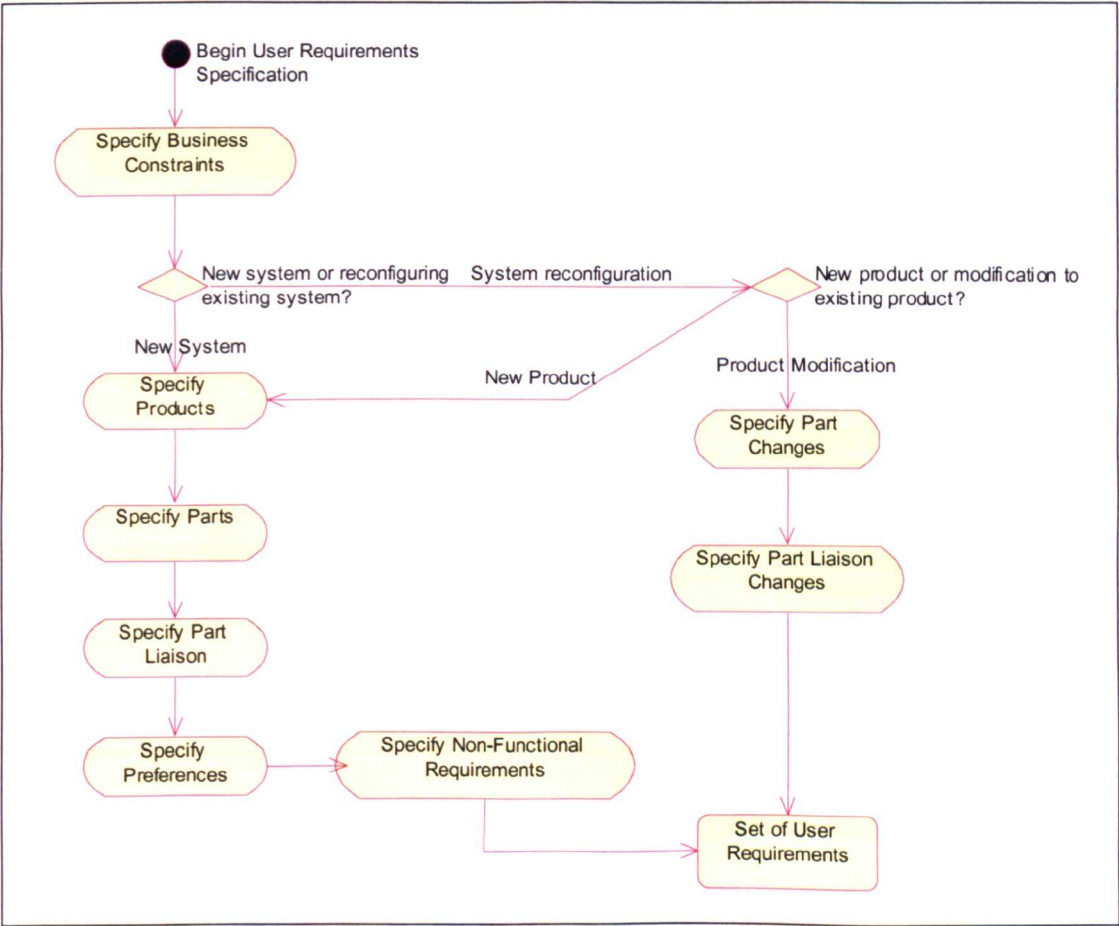 Begin User Requirements
Specification
Specify Business
Constraints
New system or reconfiguring
existing system?
System reconfiguration
New product or modification to
existing product?
New System
New Product
Product Modification
Specify
Products
Specify Part
Changes
Specify Parts
Specify Part Liaison
Changes
Specify Part
Liaison
Specify
Preferences
Specify Non-Functional
Requirements
Set of User
Requirements